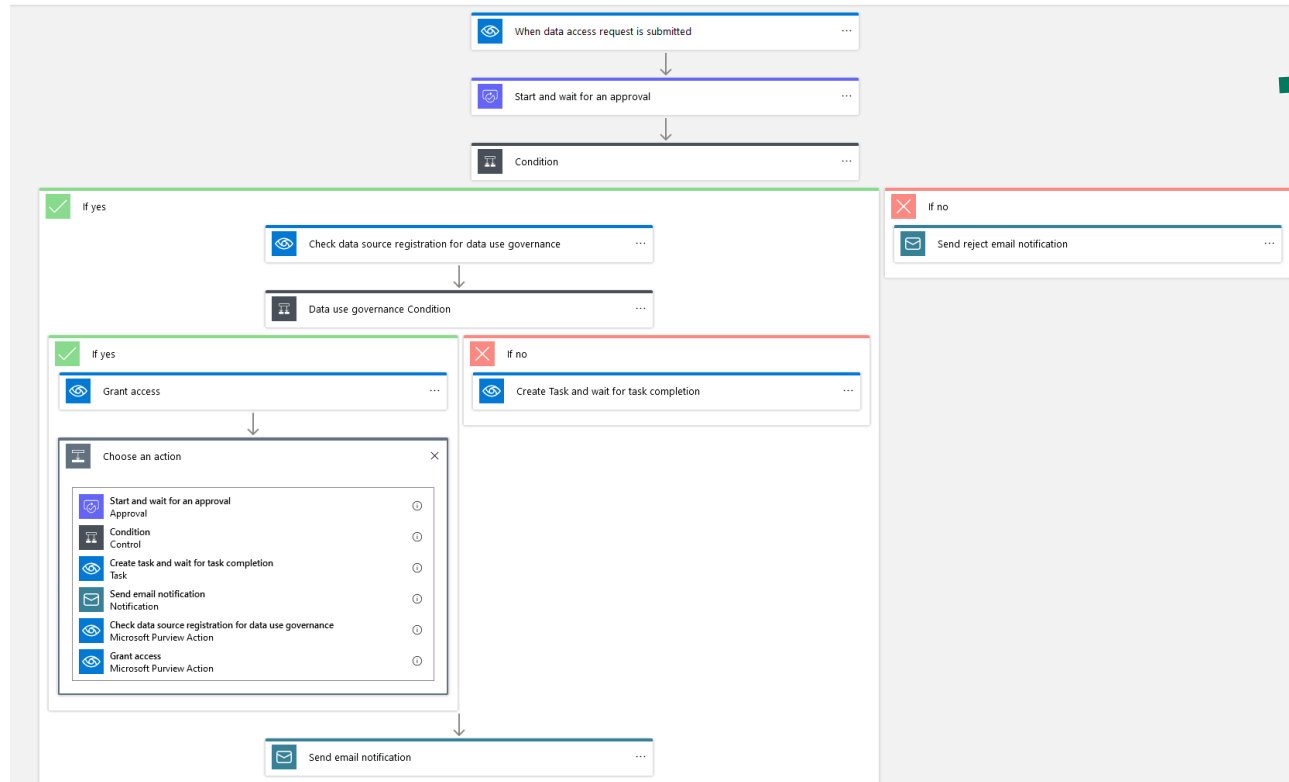 When data access request is submitted
Start and wait for an approval
Condition
If yes
If no
Check data source registration for data use governance
Send reject email notification
Data use governance Condition
If yes
If no
Grant access
Create Task and wait for task completion
Choose an action
Start and wait for an approval
Approval
Condition
Control
Create task and wait for task completion
Task
Send email notification
Notification
Check data source registration for data use governance
Microsoft Purview Action
Grant access
Microsoft Purview Action
Send email notification